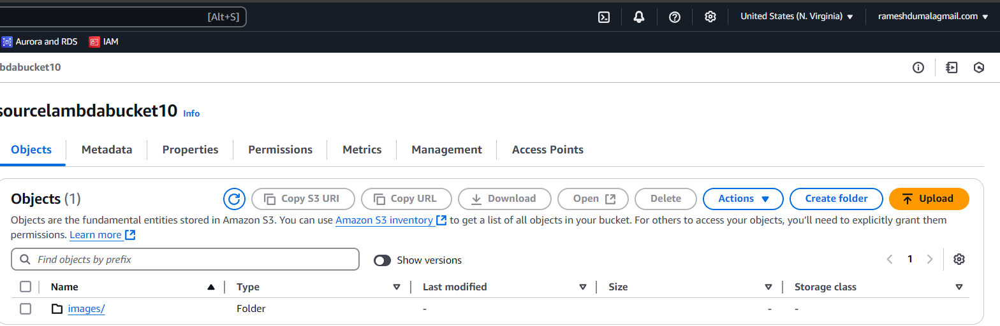 [Alt+S]
United States (N. Virginia)
rameshdumalagmail.com
Aurora and RDS
IAM
bdabucket10
sourcelambdabucket10 Info
Objects
Metadata
Properties
Permissions
Metrics
Management
Access Points
Objects (1)
Copy S3 URI
Copy URL
Download
Open
Delete
Actions
Create folder
Upload
Objects are the fundamental entities stored in Amazon S3. You can use Amazon S3 inventory to get a list of all objects in your bucket. For others to access your objects, you’ll need to explicitly grant them
permissions. Learn more
Find objects by prefix
Show versions
1
Name
Type
Last modified
Size
Storage class
images/
Folder
-
-
-